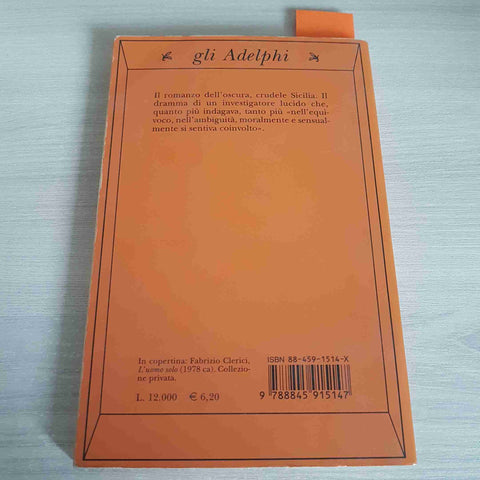 gli Adelphi
Il romanzo dell'oscura, crudele Sicilia. Il
dramma di un investigatore lucido che,
quanto più indagava, tanto più «nell'equi-
voco, nell'ambiguità, moralmente e sensual-
mente si sentiva coinvolto».
In copertina: Fabrizio Clerici,
L'uomo solo (1978 ca). Collezio-
ne privata.
L. 12.000 € 6,20
ISBN 88-459-1514-X
9 788845 915147